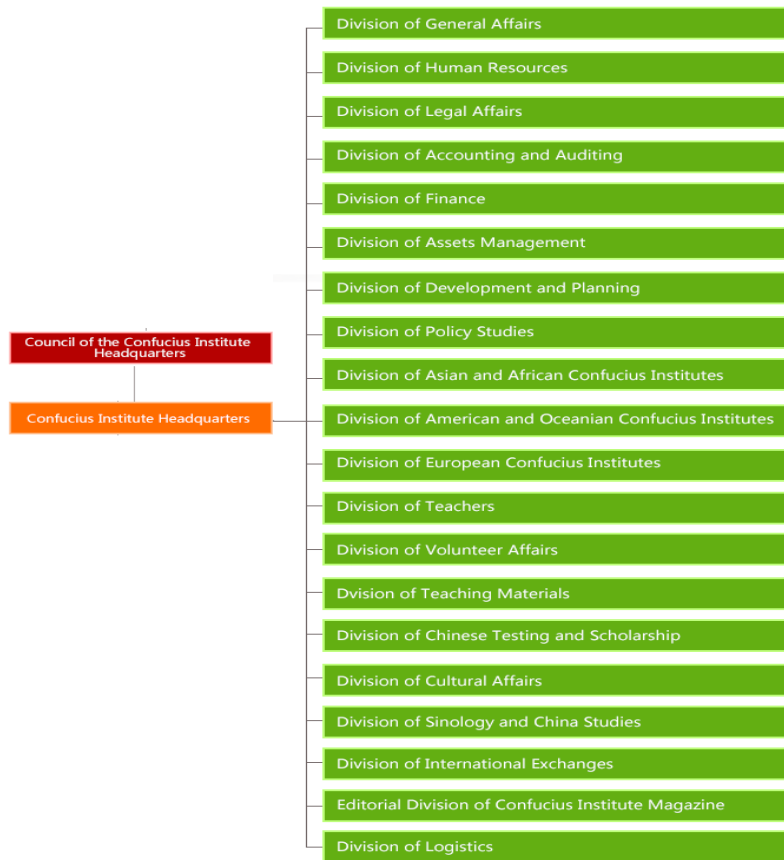 Division of General Affairs
Division of Human Resources
Division of Legal Affairs
Division of Accounting and Auditing
Division of Finance
Division of Assets Management
Division of Development and Planning
Division of Policy Studies
Council of the Confucius Institute
Headquarters
Division of Asian and African Confucius Institutes
Confucius Institute Headquarters
Division of American and Oceanian Confucius Institutes
Division of European Confucius Institutes
Division of Teachers
Division of Volunteer Affairs
Dvision of Teaching Materials
Division of Chinese Testing and Scholarship
Division of Cultural Affairs
Division of Sinology and China Studies
Division of International Exchanges
Editorial Division of Confucius Institute Magazine
Division of Logistics